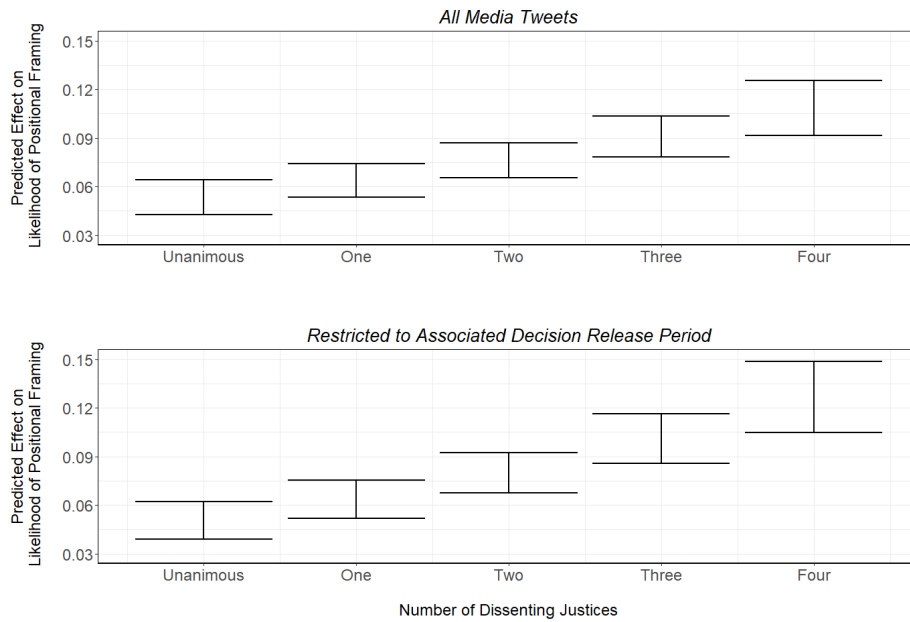 All Media Tweets
Predicted Effect on
Likelihood of Positional Framing
0.15
0.12
0.09
0.06
0.03
Unanimous One Two Three Four
Restricted to Associated Decision Release Period
Predicted Effect on
Likelihood of Positional Framing
0.15
0.12
0.09
0.06
0.03
Unanimous One Two Three Four
Number of Dissenting Justices